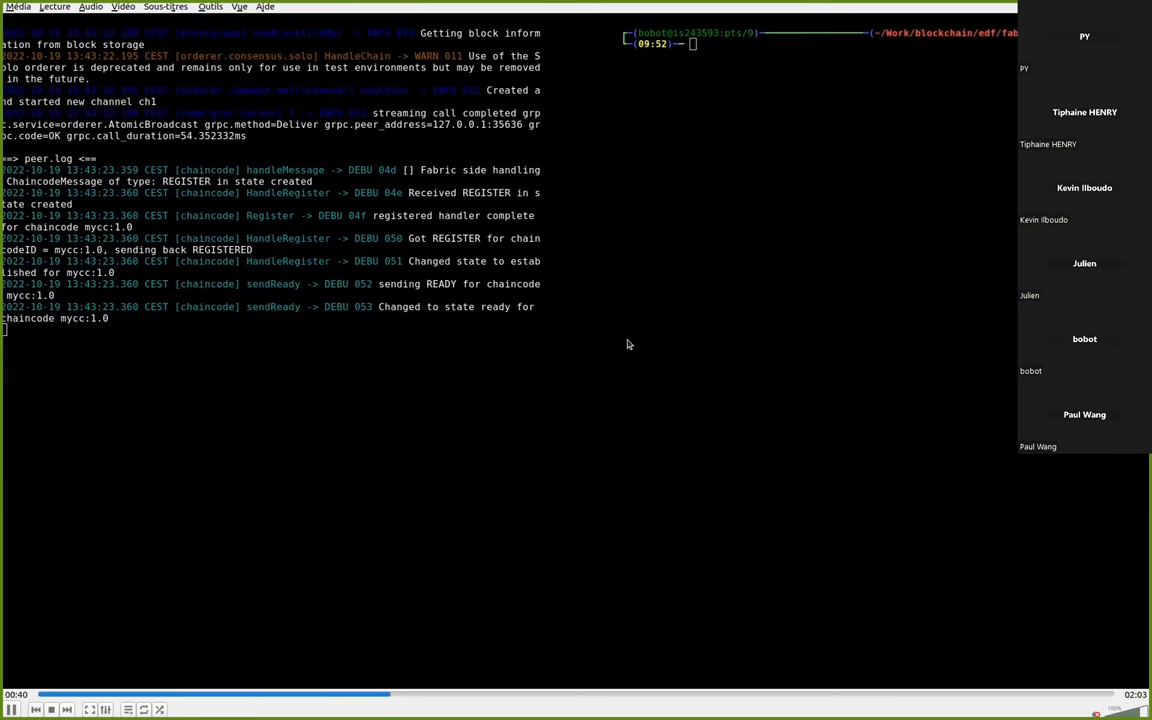 Média Lecture Audio Vidéo Sous-titres Outils Vue Aide
Getting block inform
ation from block storage
2022-10-19 13:43:22.195 CEST [orderer.consensus.solo] HandleChain -> WARN 011 Use of the S
olo orderer is deprecated and remains only for use in test environments but may be removed
in the future.
Created a
nd started new channel ch1
streaming call completed grp
c.service=orderer.AtomicBroadcast grpc.method=Deliver grpc.peer_address=127.0.0.1:35636 gr
pc.code=OK grpc.call_duration=54.352332ms
==> peer.log <==
2022-10-19 13:43:23.359 CEST [chaincode] handleMessage -> DEBU 04d [] Fabric side handling
ChaincodeMessage of type: REGISTER in state created
2022-10-19 13:43:23.360 CEST [chaincode] HandleRegister -> DEBU 04e Received REGISTER in s
tate created
2022-10-19 13:43:23.360 CEST [chaincode] Register -> DEBU 04f registered handler complete
for chaincode mycc:1.0
2022-10-19 13:43:23.360 CEST [chaincode] HandleRegister -> DEBU 050 Got REGISTER for chain
codeID = mycc:1.0, sending back REGISTERED
2022-10-19 13:43:23.360 CEST [chaincode] HandleRegister -> DEBU 051 Changed state to estab
lished for mycc:1.0
2022-10-19 13:43:23.360 CEST [chaincode] sendReady -> DEBU 052 sending READY for chaincode
mycc:1.0
2022-10-19 13:43:23.360 CEST [chaincode] sendReady -> DEBU 053 Changed to state ready for
chaincode mycc:1.0
(bobot@is243593:pts/9) (~/Work/blockchain/edf/fab
(09:52)
PY
PY
Tiphaine HENRY
Tiphaine HENRY
Kevin Ilboudo
Kevin Ilboudo
Julien
Julien
bobot
bobot
Paul Wang
Paul Wang
00:40 02:03
100%